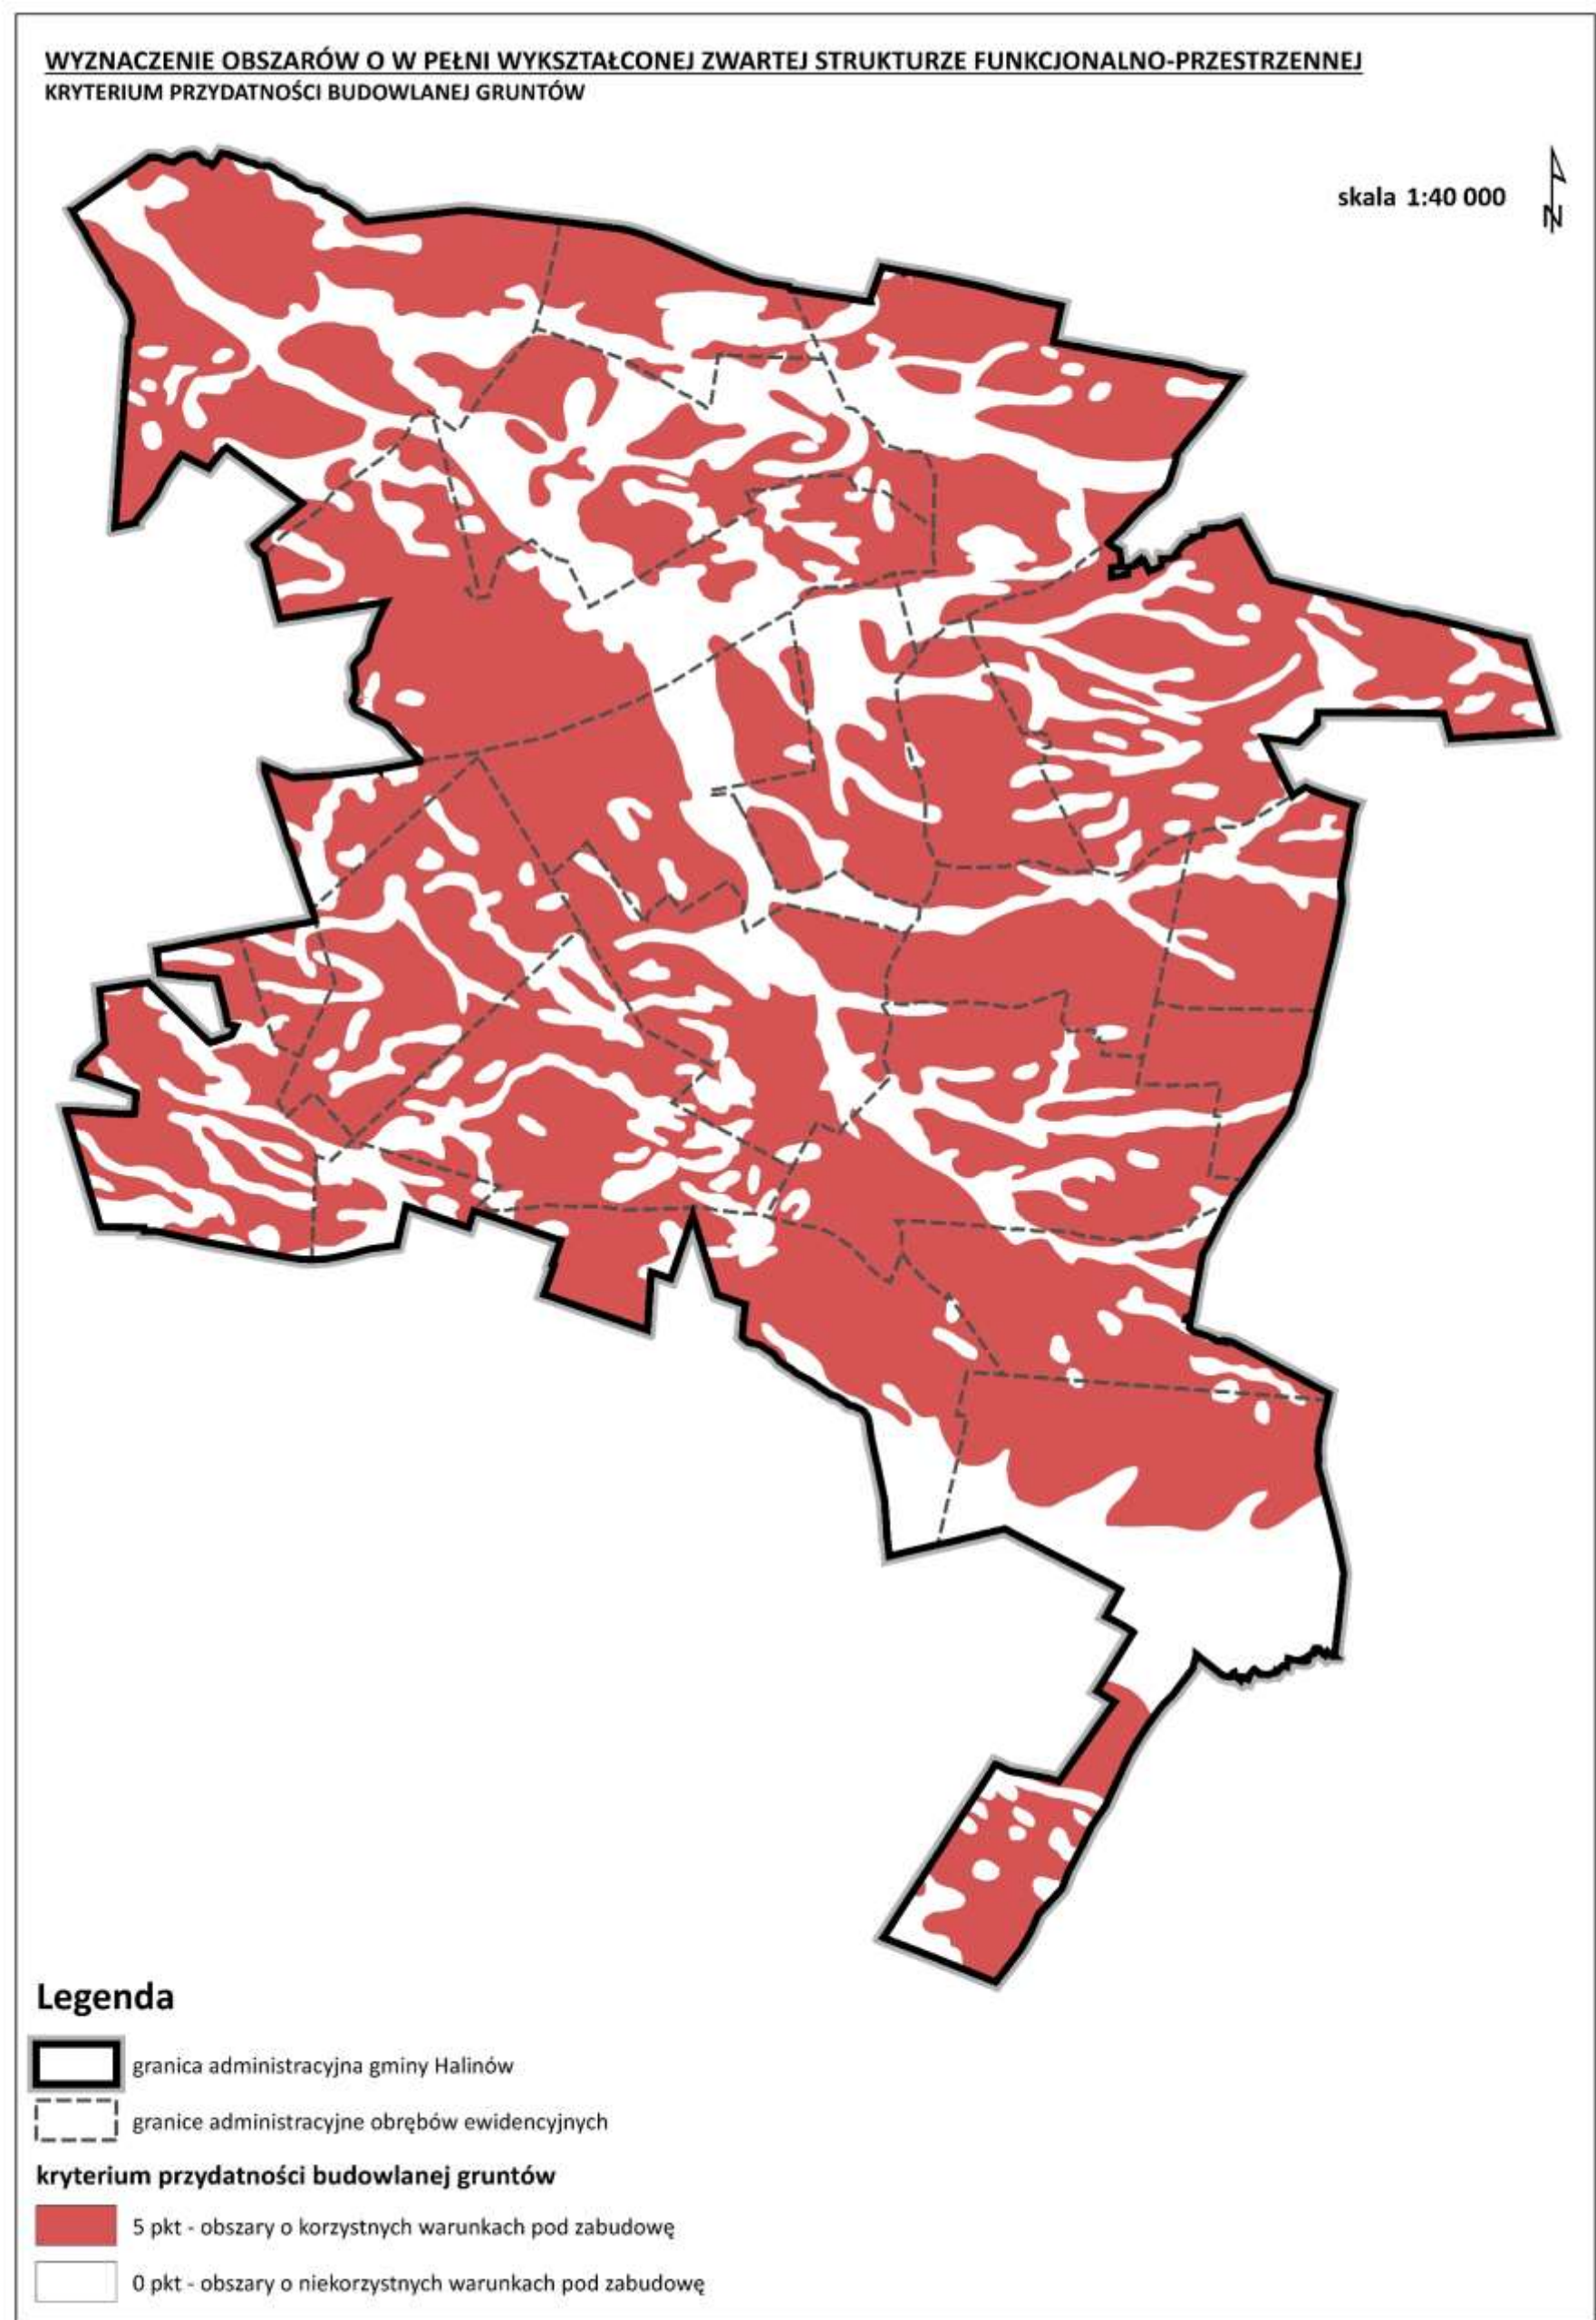 WYZNACZENIE OBSZARÓW O W PEŁNI WYKSZTAŁCONEJ ZWARTEJ STRUKTURZE FUNKCJONALNO-PRZESTRZENNEJ
KRYTERIUM PRZYDATNOŚCI BUDOWLANEJ GRUNTÓW
skala 1:40 000
N
Legenda
granica administracyjna gminy Halinów
granice administracyjne obrębów ewidencyjnych
kryterium przydatności budowlanej gruntów
5 pkt - obszary o korzystnych warunkach pod zabudowę
0 pkt - obszary o niekorzystnych warunkach pod zabudowę